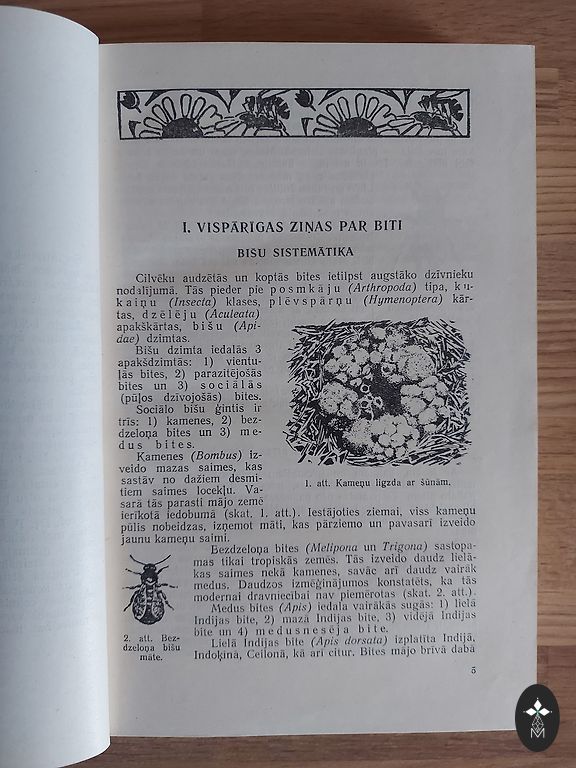 I. VISPĀRĪGAS ZIŅAS PAR BITI
BIŠU SISTEMĀTIKA
Cilvēku audzētās un koptās bites ietilpst augstāko dzīvnieku
nodalījumā. Tās pieder pie posmkāju (Arthropoda) tipa, ku-
kaiņu (Insecta) klases, plēvspārņu (Hymenoptera) kār-
tas, dzēlēju (Aculeata)
apakškārtas, bišu (Api-
dae) dzimtas.
Bišu dzimta iedalās 3
apakšdzimtās: 1) vientu-
ļās bites, 2) parazitējošās
bites un 3) sociālās
(pūļos dzīvojošās) bites.
Sociālo bišu ģintis ir
trīs: 1) kamenes, 2) bez-
dzeloņa bites un 3) me-
dus bites.
Kamenes (Bombus) iz-
veido mazas saimes, kas
sastāv no dažiem desmi-
tiem saimes locekļu. Va-
sarā tās parasti mājo zemē
ierīkotā iedobumā (skat. 1. att.). Iestājoties ziemai, viss kameņu
pūlis nobeidzas, izņemot māti, kas pārziemo un pavasarī izveido
jaunu kameņu saimi.
1. att. Kameņu ligzda ar šūnām.
Bezdzeloņa bites (Melipona un Trigona) sastopa-
mas tikai tropiskās zemēs. Tās izveido daudz lielā-
kas saimes nekā kamenes, savāc arī daudz vairāk
medus. Daudzos izmēģinājumos konstatēts, ka tās
modernai dravniecībai nav piemērotas (skat. 2. att.).
Medus bites (Apis) iedala vairākās sugās: 1) lielā
Indijas bite, 2) mazā Indijas bite, 3) vidējā Indijas
bite un 4) medusnesēja bite.
Lielā Indijas bite (Apis dorsata) izplatīta Indijā,
Indoķīnā, Ceilonā, kā arī citur. Bites mājo brīvā dabā
2. att. Bez-
dzeloņa bišu
māte.
5
M